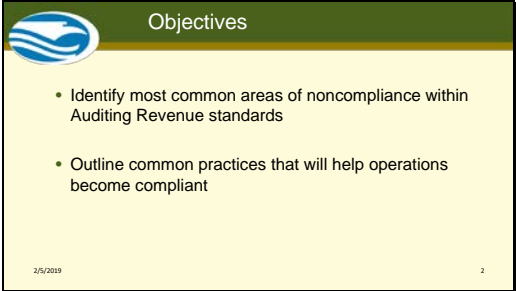 Objectives
• Identify most common areas of noncompliance within
Auditing Revenue standards
• Outline common practices that will help operations
become compliant
2/5/2019
2